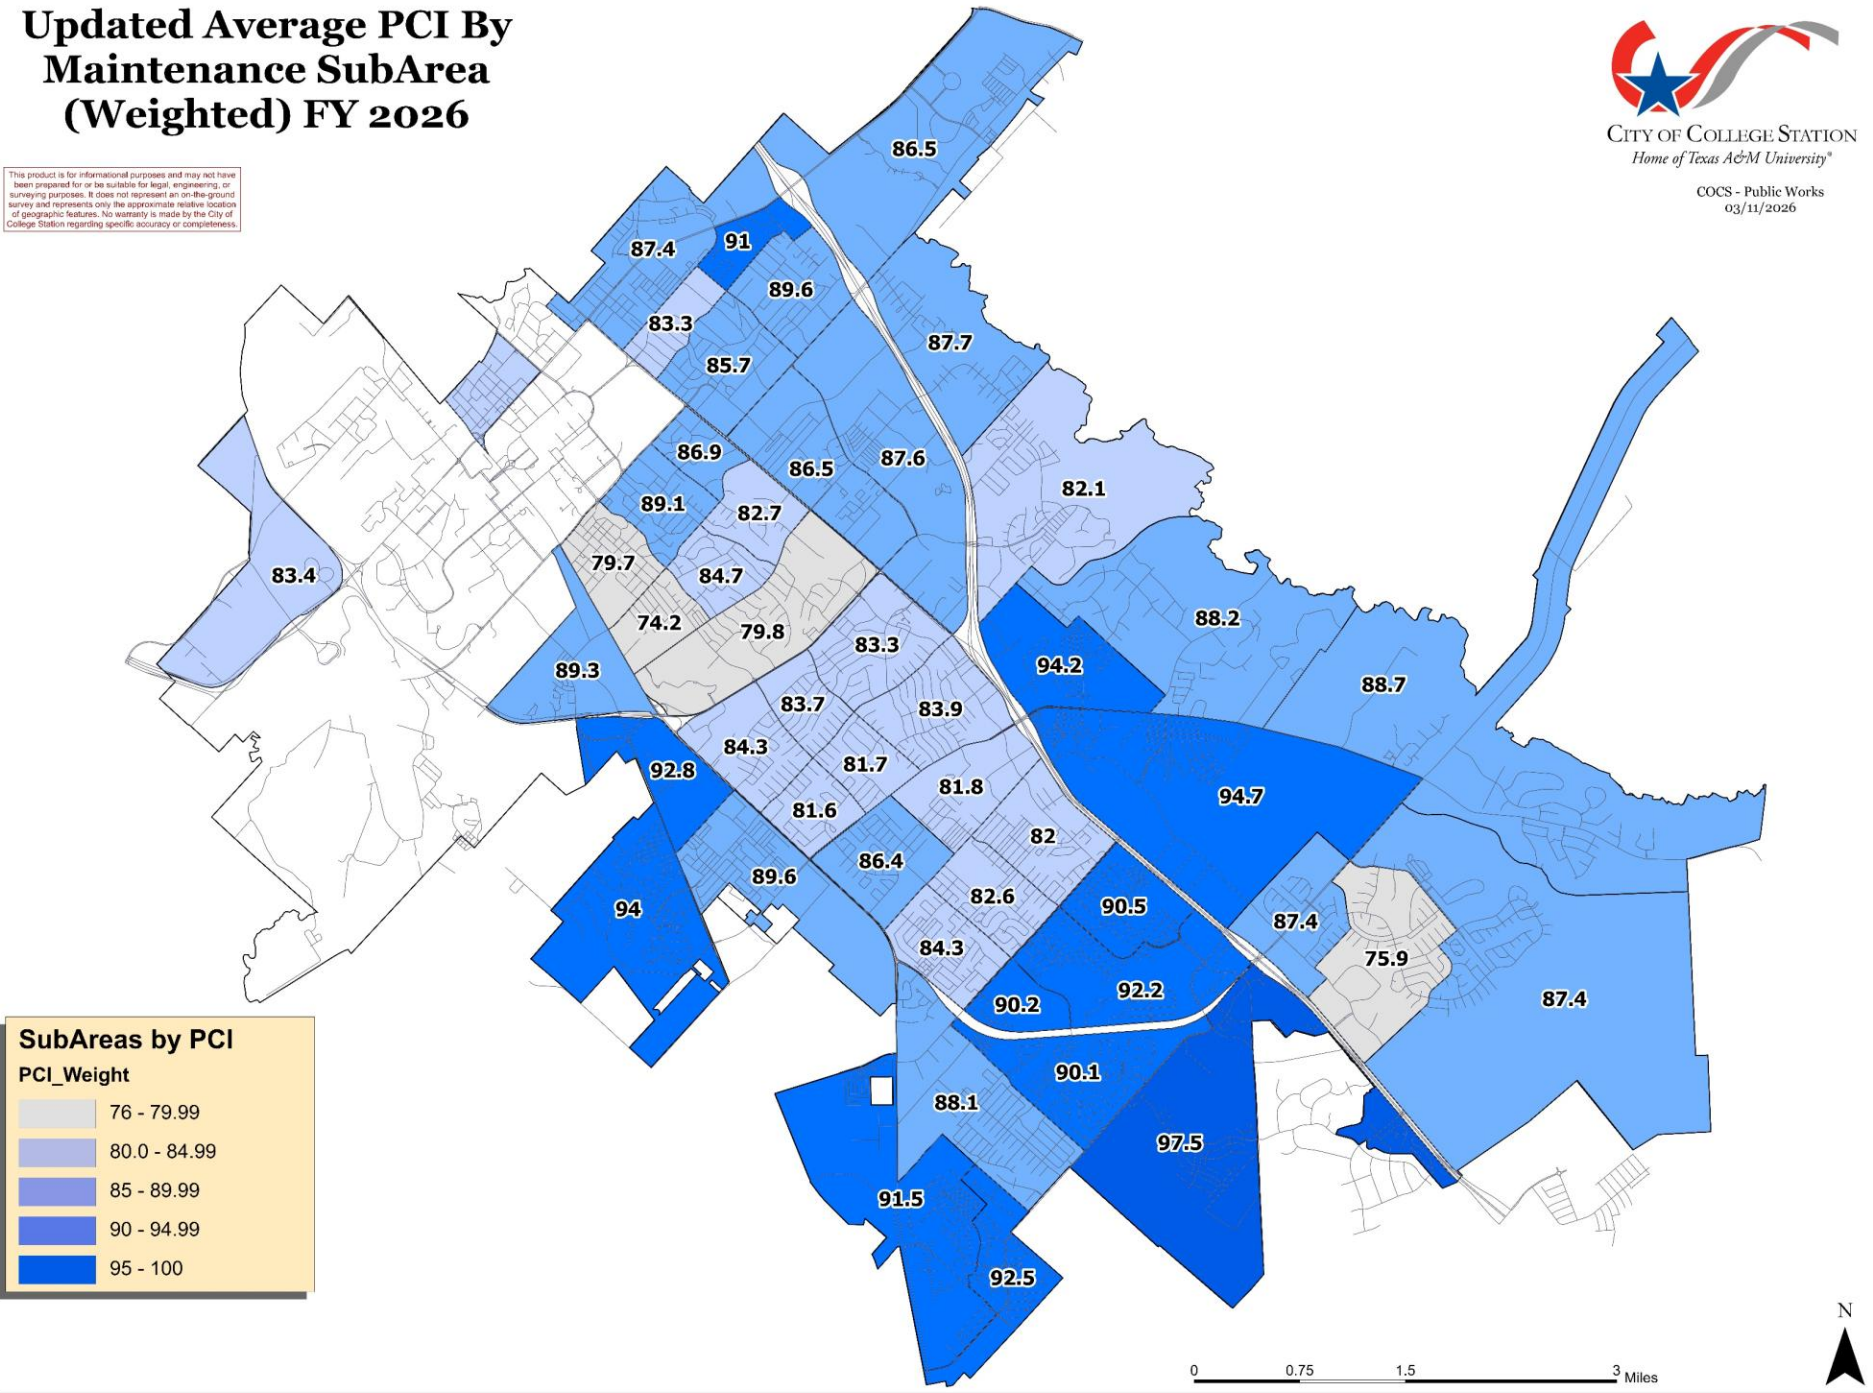 Updated Average PCI By
Maintenance SubArea
(Weighted) FY 2026
This product is for informational purposes and may not have
been prepared for or be suitable for legal, engineering, or
surveying purposes. It does not represent an on-the-ground
survey and represents only the approximate relative location
of geographic features. No warranty is made by the City of
College Station regarding specific accuracy or completeness.
CITY OF COLLEGE STATION
Home of Texas A&M University®
COCS - Public Works
03/11/2026
86.5
87.4
91
89.6
83.3
87.7
85.7
86.9
86.5
87.6
82.1
89.1
82.7
79.7
84.7
83.4
74.2
79.8
88.2
83.3
89.3
94.2
88.7
83.7
83.9
84.3
81.7
92.8
81.8
94.7
81.6
82
86.4
89.6
82.6
90.5
94
87.4
84.3
75.9
92.2
90.2
87.4
90.1
88.1
97.5
91.5
92.5
SubAreas by PCI
PCI_Weight
76 - 79.99
80.0 - 84.99
85 - 89.99
90 - 94.99
95 - 100
N
0 0.75 1.5 3 Miles